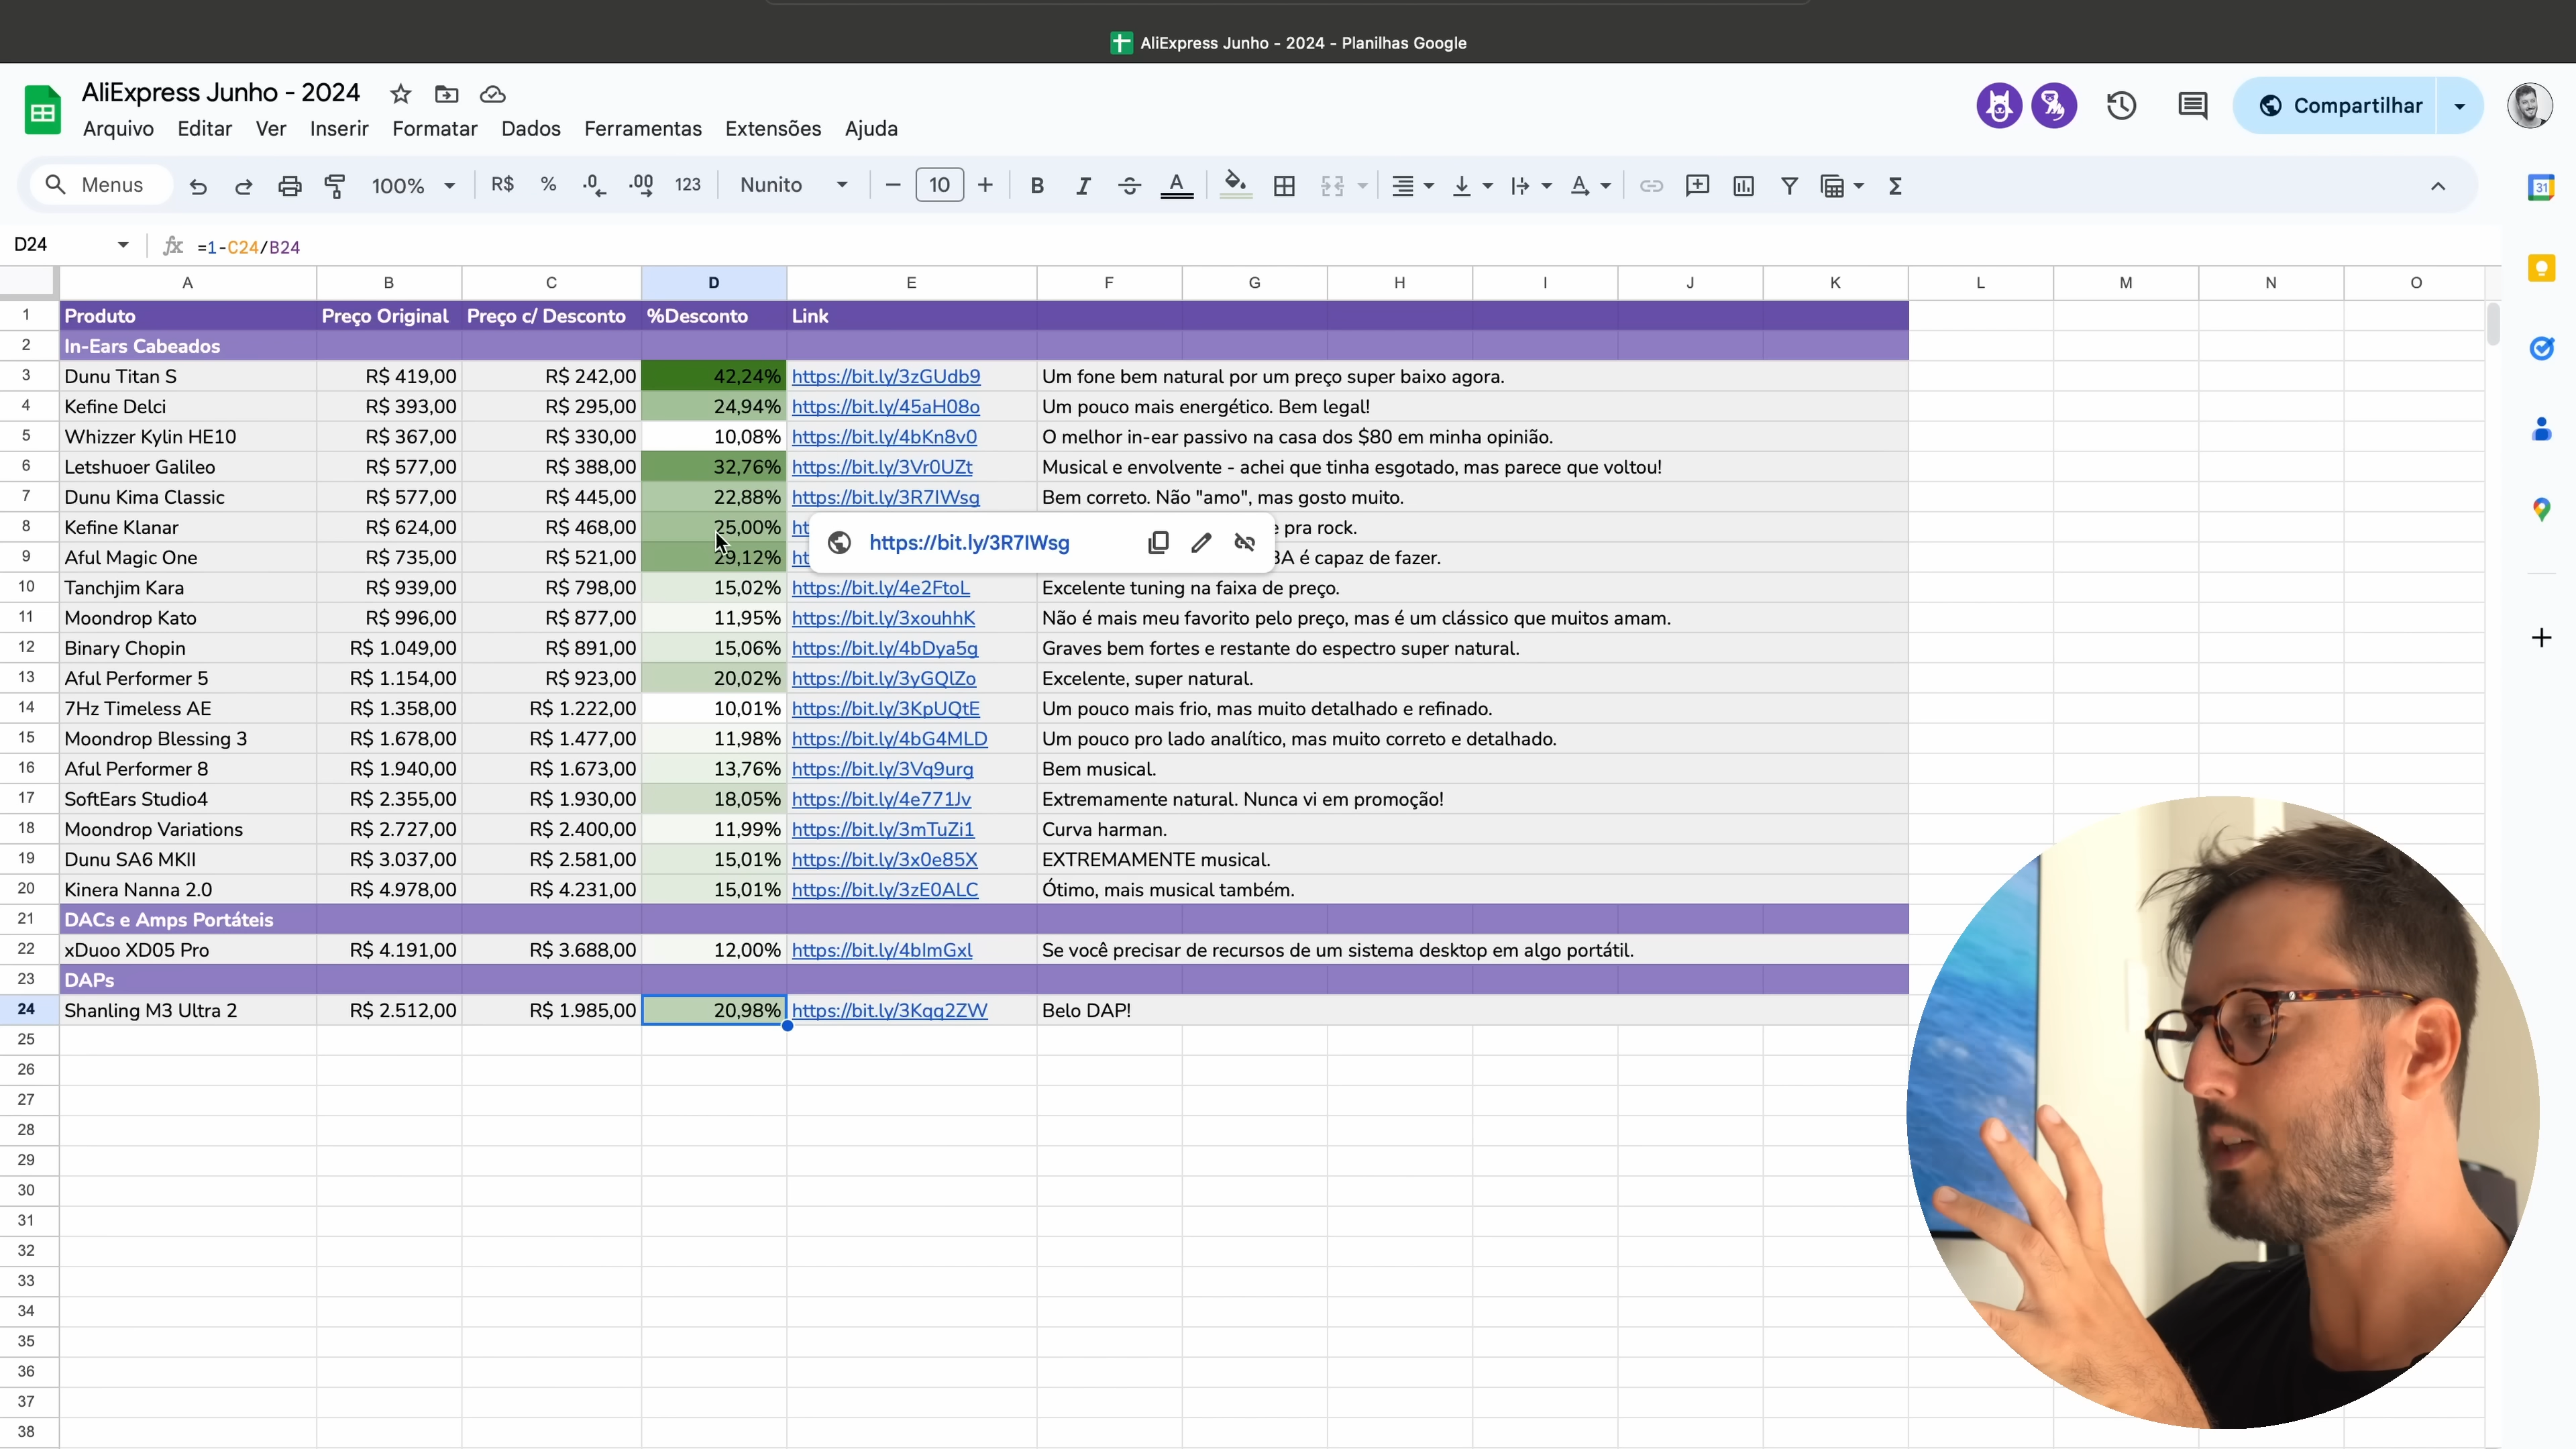 AliExpress Junho - 2024 - Planilhas Google
AliExpress Junho - 2024
Arquivo Editar Ver Inserir Formatar Dados Ferramentas Extensões Ajuda
Compartilhar
Menus 100% R$ % .0 .00 123 Nunito 10 B I A
31
D24 fx =1-C24/B24
A B C D E F G H I J K L M N O
1 Produto Preço Original Preço c/ Desconto %Desconto Link
2 In-Ears Cabeados
3 Dunu Titan S R$ 419,00 R$ 242,00 42,24% https://bit.ly/3zGUdb9 Um fone bem natural por um preço super baixo agora.
4 Kefine Delci R$ 393,00 R$ 295,00 24,94% https://bit.ly/45aH08o Um pouco mais energético. Bem legal!
5 Whizzer Kylin HE10 R$ 367,00 R$ 330,00 10,08% https://bit.ly/4bKn8v0 O melhor in-ear passivo na casa dos $80 em minha opinião.
6 Letshuoer Galileo R$ 577,00 R$ 388,00 32,76% https://bit.ly/3Vr0UZt Musical e envolvente - achei que tinha esgotado, mas parece que voltou!
7 Dunu Kima Classic R$ 577,00 R$ 445,00 22,88% https://bit.ly/3R7IWsg Bem correto. Não "amo", mas gosto muito.
8 Kefine Klanar R$ 624,00 R$ 468,00 25,00% ht pra rock.
https://bit.ly/3R7IWsg
9 Aful Magic One R$ 735,00 R$ 521,00 29,12% ht BA é capaz de fazer.
10 Tanchjim Kara R$ 939,00 R$ 798,00 15,02% https://bit.ly/4e2FtoL Excelente tuning na faixa de preço.
11 Moondrop Kato R$ 996,00 R$ 877,00 11,95% https://bit.ly/3xouhhK Não é mais meu favorito pelo preço, mas é um clássico que muitos amam.
12 Binary Chopin R$ 1.049,00 R$ 891,00 15,06% https://bit.ly/4bDya5g Graves bem fortes e restante do espectro super natural.
13 Aful Performer 5 R$ 1.154,00 R$ 923,00 20,02% https://bit.ly/3yGQlZo Excelente, super natural.
14 7Hz Timeless AE R$ 1.358,00 R$ 1.222,00 10,01% https://bit.ly/3KpUQtE Um pouco mais frio, mas muito detalhado e refinado.
15 Moondrop Blessing 3 R$ 1.678,00 R$ 1.477,00 11,98% https://bit.ly/4bG4MLD Um pouco pro lado analítico, mas muito correto e detalhado.
16 Aful Performer 8 R$ 1.940,00 R$ 1.673,00 13,76% https://bit.ly/3Vq9urg Bem musical.
17 SoftEars Studio4 R$ 2.355,00 R$ 1.930,00 18,05% https://bit.ly/4e771Jv Extremamente natural. Nunca vi em promoção!
18 Moondrop Variations R$ 2.727,00 R$ 2.400,00 11,99% https://bit.ly/3mTuZi1 Curva harman.
19 Dunu SA6 MKII R$ 3.037,00 R$ 2.581,00 15,01% https://bit.ly/3x0e85X EXTREMAMENTE musical.
20 Kinera Nanna 2.0 R$ 4.978,00 R$ 4.231,00 15,01% https://bit.ly/3zE0ALC Ótimo, mais musical também.
21 DACs e Amps Portáteis
22 xDuoo XD05 Pro R$ 4.191,00 R$ 3.688,00 12,00% https://bit.ly/4blmGxl Se você precisar de recursos de um sistema desktop em algo portátil.
23 DAPs
24 Shanling M3 Ultra 2 R$ 2.512,00 R$ 1.985,00 20,98% https://bit.ly/3Kqq2ZW Belo DAP!
25
26
27
28
29
30
31
32
33
34
35
36
37
38